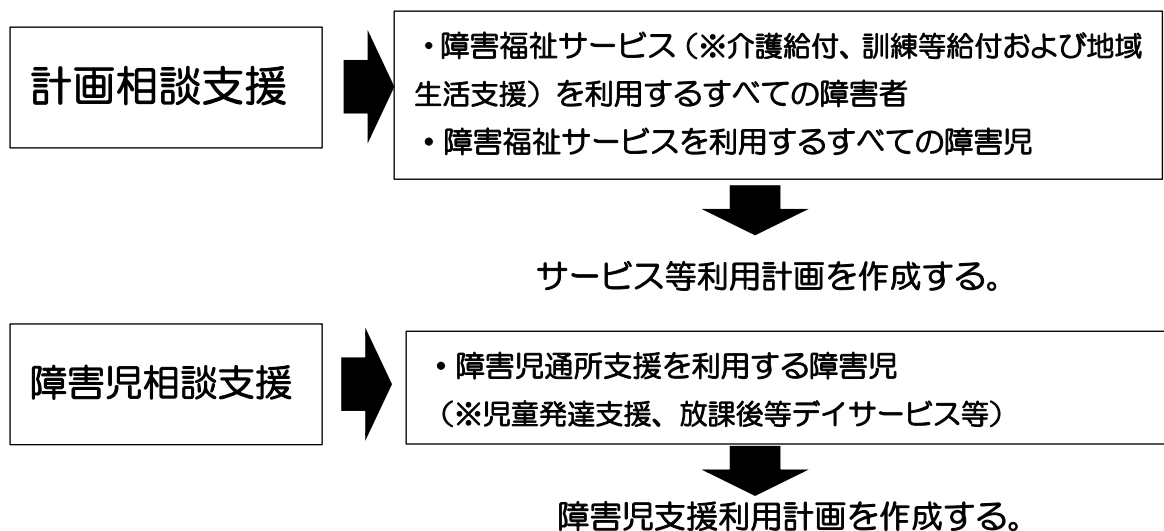 計画相談支援
・障害福祉サービス（※介護給付、訓練等給付および地域
生活支援）を利用するすべての障害者
・障害福祉サービスを利用するすべての障害児
サービス等利用計画を作成する。
障害児相談支援
・障害児通所支援を利用する障害児
（※児童発達支援、放課後等デイサービス等）
障害児支援利用計画を作成する。